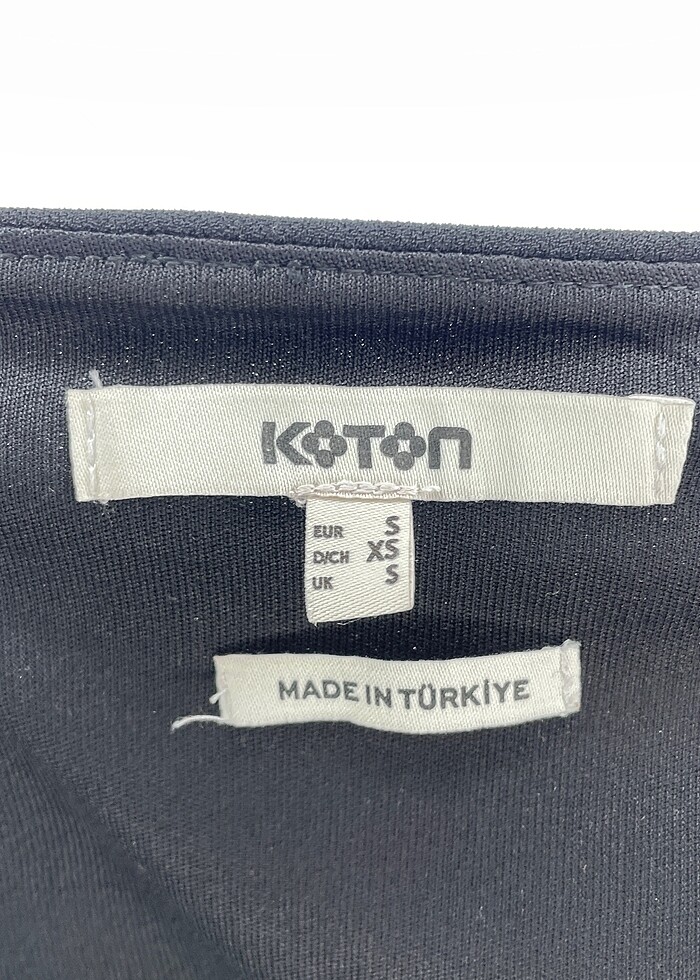 KOTON
EUR S
D/CH XS
UK S
MADE IN TÜRKİYE